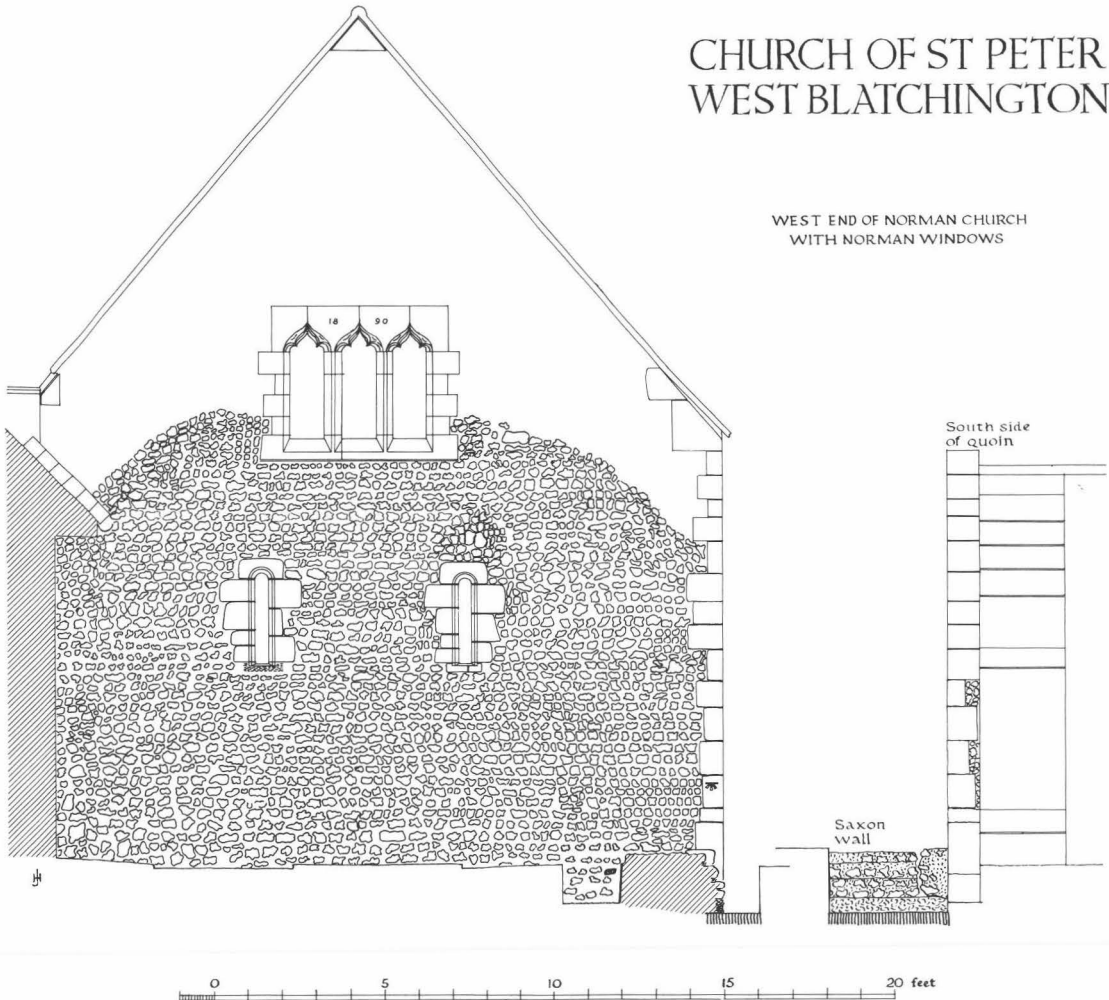 CHURCH OF ST PETER
WEST BLATCHINGTON
WEST END OF NORMAN CHURCH
WITH NORMAN WINDOWS
18 90
South side
of quoin
Saxon
wall
0 5 10 15 20 feet